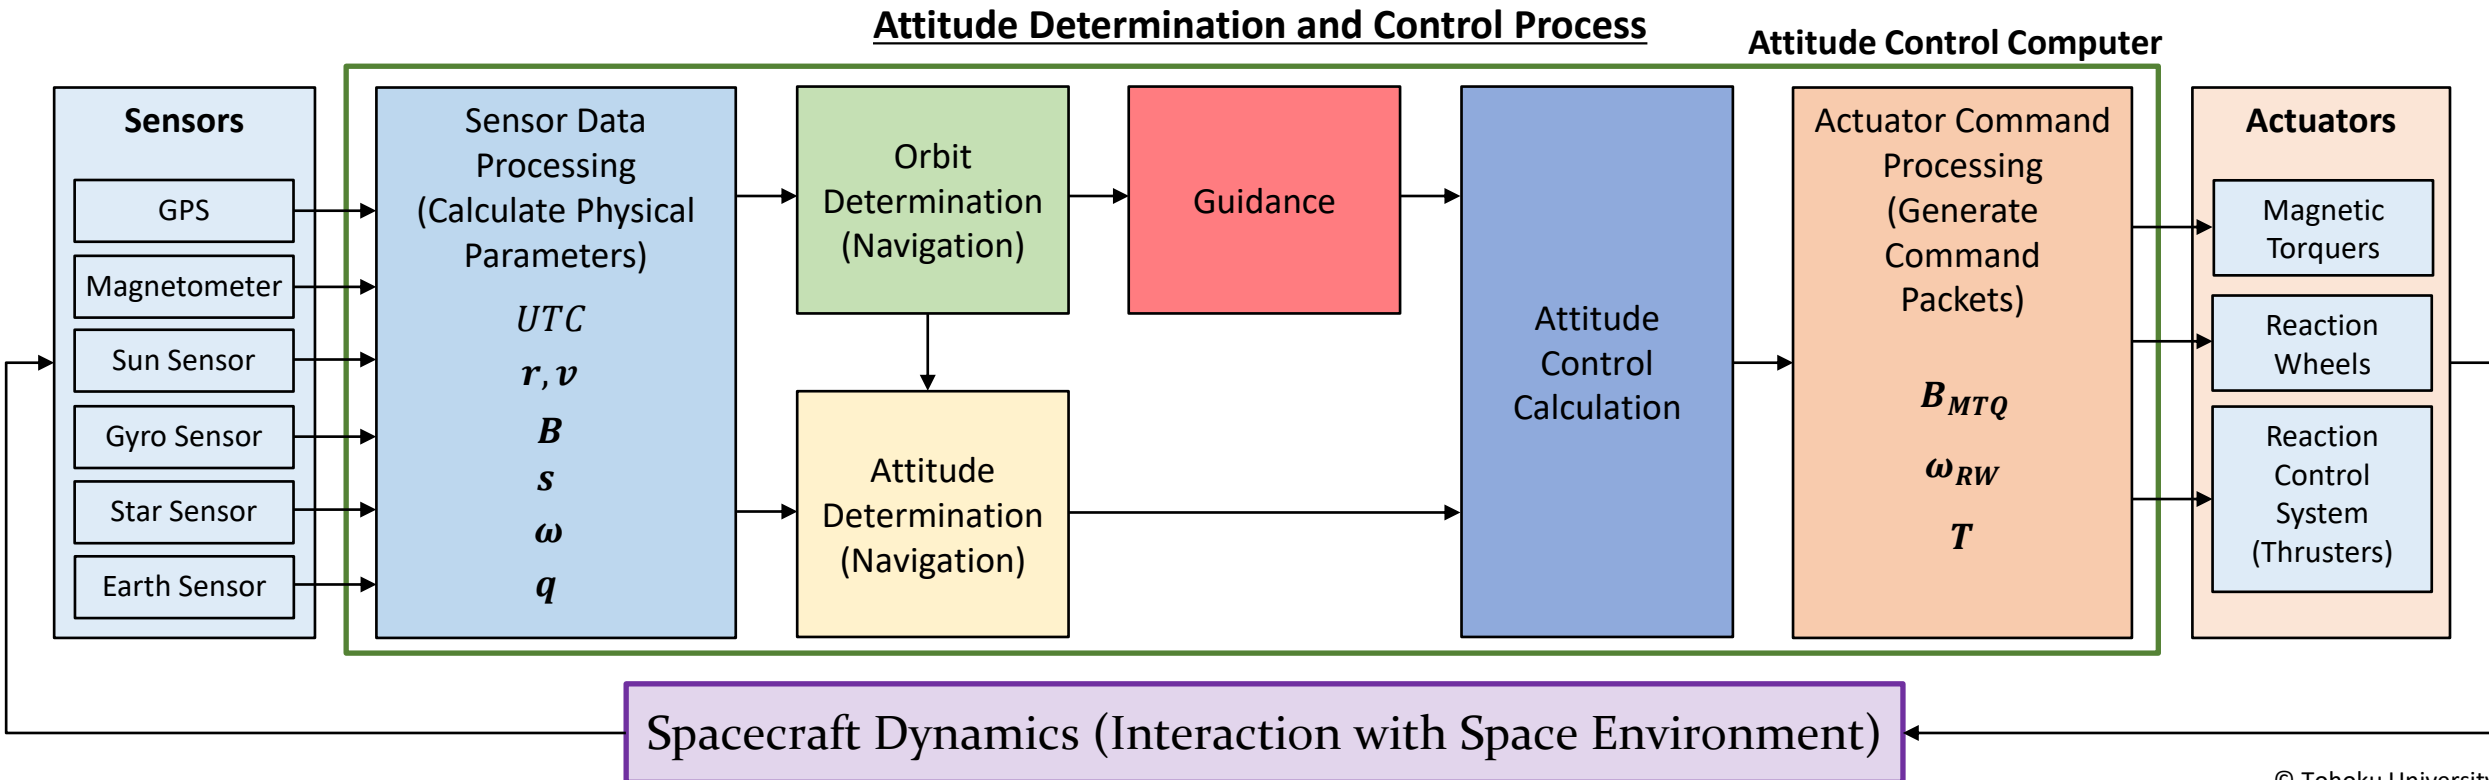 Attitude Determination and Control Process
Attitude Control Computer
Sensors
GPS
Magnetometer
Sun Sensor
Gyro Sensor
Star Sensor
Earth Sensor
Sensor Data
Processing
(Calculate Physical
Parameters)
UTC
r, v
B
s
ω
q
Orbit
Determination
(Navigation)
Attitude
Determination
(Navigation)
Guidance
Attitude
Control
Calculation
Actuator Command
Processing
(Generate
Command
Packets)
B_MTQ
ω_RW
T
Actuators
Magnetic
Torquers
Reaction
Wheels
Reaction
Control
System
(Thrusters)
Spacecraft Dynamics (Interaction with Space Environment)
© Tohoku University